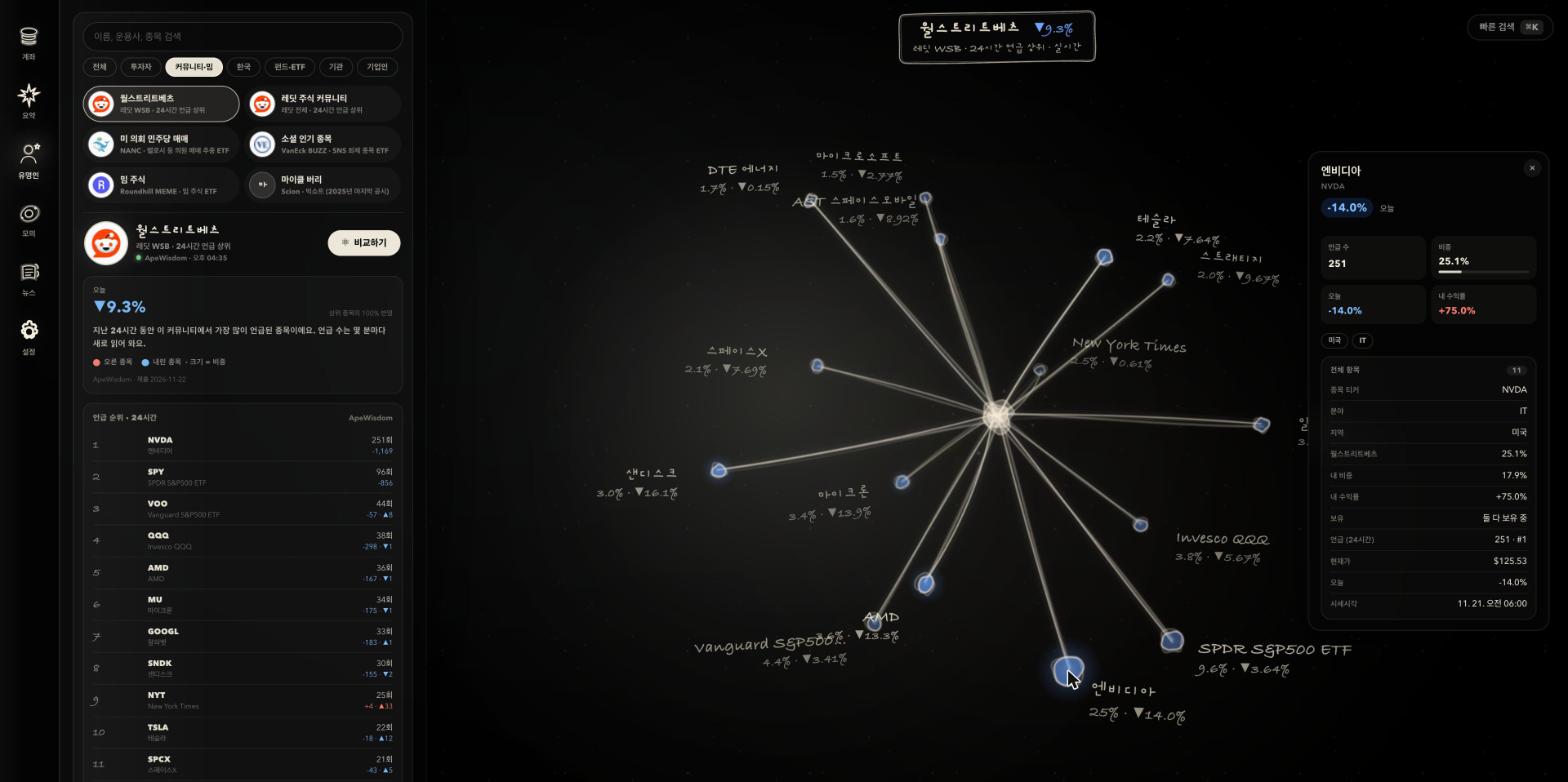 계좌
요약
유명인
모의
뉴스
설정
이름, 운용사, 종목 검색
전체
투자자
커뮤니티·밈
한국
펀드·ETF
기관
기업인
월스트리트베츠
레딧 WSB · 24시간 언급 상위
레딧 주식 커뮤니티
레딧 전체 · 24시간 언급 상위
미 의회 민주당 매매
NANC · 펠로시 등 의원 매매 추종 ETF
소셜 인기 종목
VanEck BUZZ · SNS 화제 종목 ETF
밈 주식
Roundhill MEME · 밈 주식 ETF
마
마이클 버리
Scion · 빅쇼트 (2025년 마지막 공시)
월스트리트베츠
레딧 WSB · 24시간 언급 상위
ApeWisdom · 오후 04:35
비교하기
오늘
▼9.3%
상위 종목의 100% 반영
지난 24시간 동안 이 커뮤니티에서 가장 많이 언급된 종목이에요. 언급 수는 몇 분마다
새로 읽어 와요.
오른 종목
내린 종목 · 크기 = 비중
ApeWisdom · 제출 2026-11-22
언급 순위 · 24시간
ApeWisdom
1 NVDA 251회
엔비디아 -1,169
2 SPY 96회
SPDR S&P500 ETF -856
3 VOO 44회
Vanguard S&P500 ETF -57 · ▲8
4 QQQ 38회
Invesco QQQ -298 · ▼1
5 AMD 36회
AMD -167 · ▼1
6 MU 34회
마이크론 -175 · ▼1
7 GOOGL 33회
알파벳 -183 · ▲1
8 SNDK 30회
샌디스크 -155 · ▼2
9 NYT 25회
New York Times +4 · ▲33
10 TSLA 22회
테슬라 -18 · ▲12
11 SPCX 21회
스페이스X -43 · ▲5
월스트리트베츠 ▼9.3%
레딧 WSB · 24시간 언급 상위 · 실시간
빠른 검색 ⌘K
마이크로소프트
1.5% · ▼2.77%
DTE 에너지
1.7% · ▼0.15%
AST 스페이스모바일
1.6% · ▼8.92%
테슬라
2.2% · ▼7.64%
스트래티지
2.0% · ▼9.67%
New York Times
2.5% · ▼0.61%
스페이스X
2.1% · ▼7.69%
샌디스크
3.0% · ▼16.1%
마이크론
3.4% · ▼13.9%
Invesco QQQ
3.8% · ▼5.67%
AMD
3.6% · ▼13.3%
Vanguard S&P500...
4.4% · ▼3.41%
SPDR S&P500 ETF
9.6% · ▼3.64%
엔비디아
25% · ▼14.0%
엔비디아
NVDA
-14.0% 오늘
언급 수
251
비중
25.1%
오늘
-14.0%
내 수익률
+75.0%
미국
IT
전체 항목 11
종목 티커 NVDA
분야 IT
지역 미국
월스트리트베츠 25.1%
내 비중 17.9%
내 수익률 +75.0%
보유 둘 다 보유 중
언급 (24시간) 251 · #1
현재가 $125.53
오늘 -14.0%
시세시각 11. 21. 오전 06:00